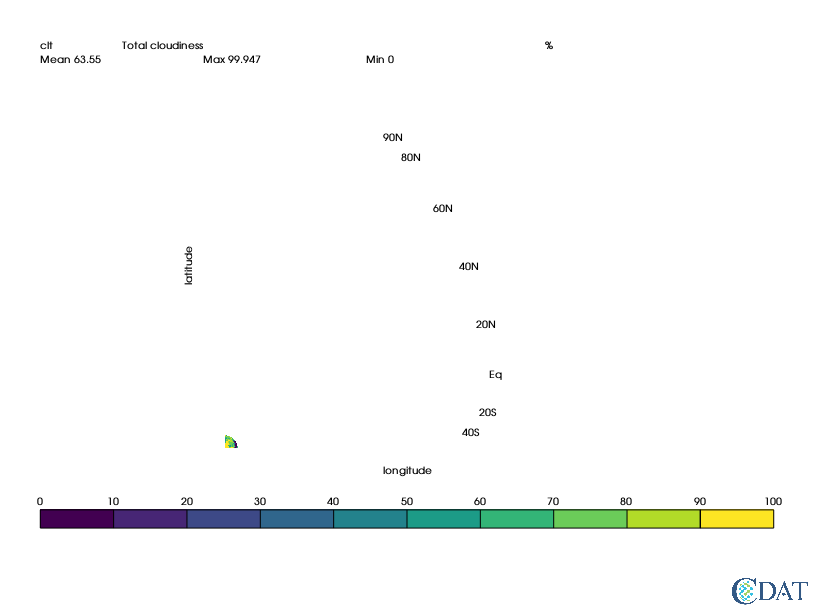 clt Total cloudiness %
Mean 63.55 Max 99.947 Min 0
90N
80N
60N
40N
20N
Eq
20S
40S
latitude
longitude
0 10 20 30 40 50 60 70 80 90 100
CDAT